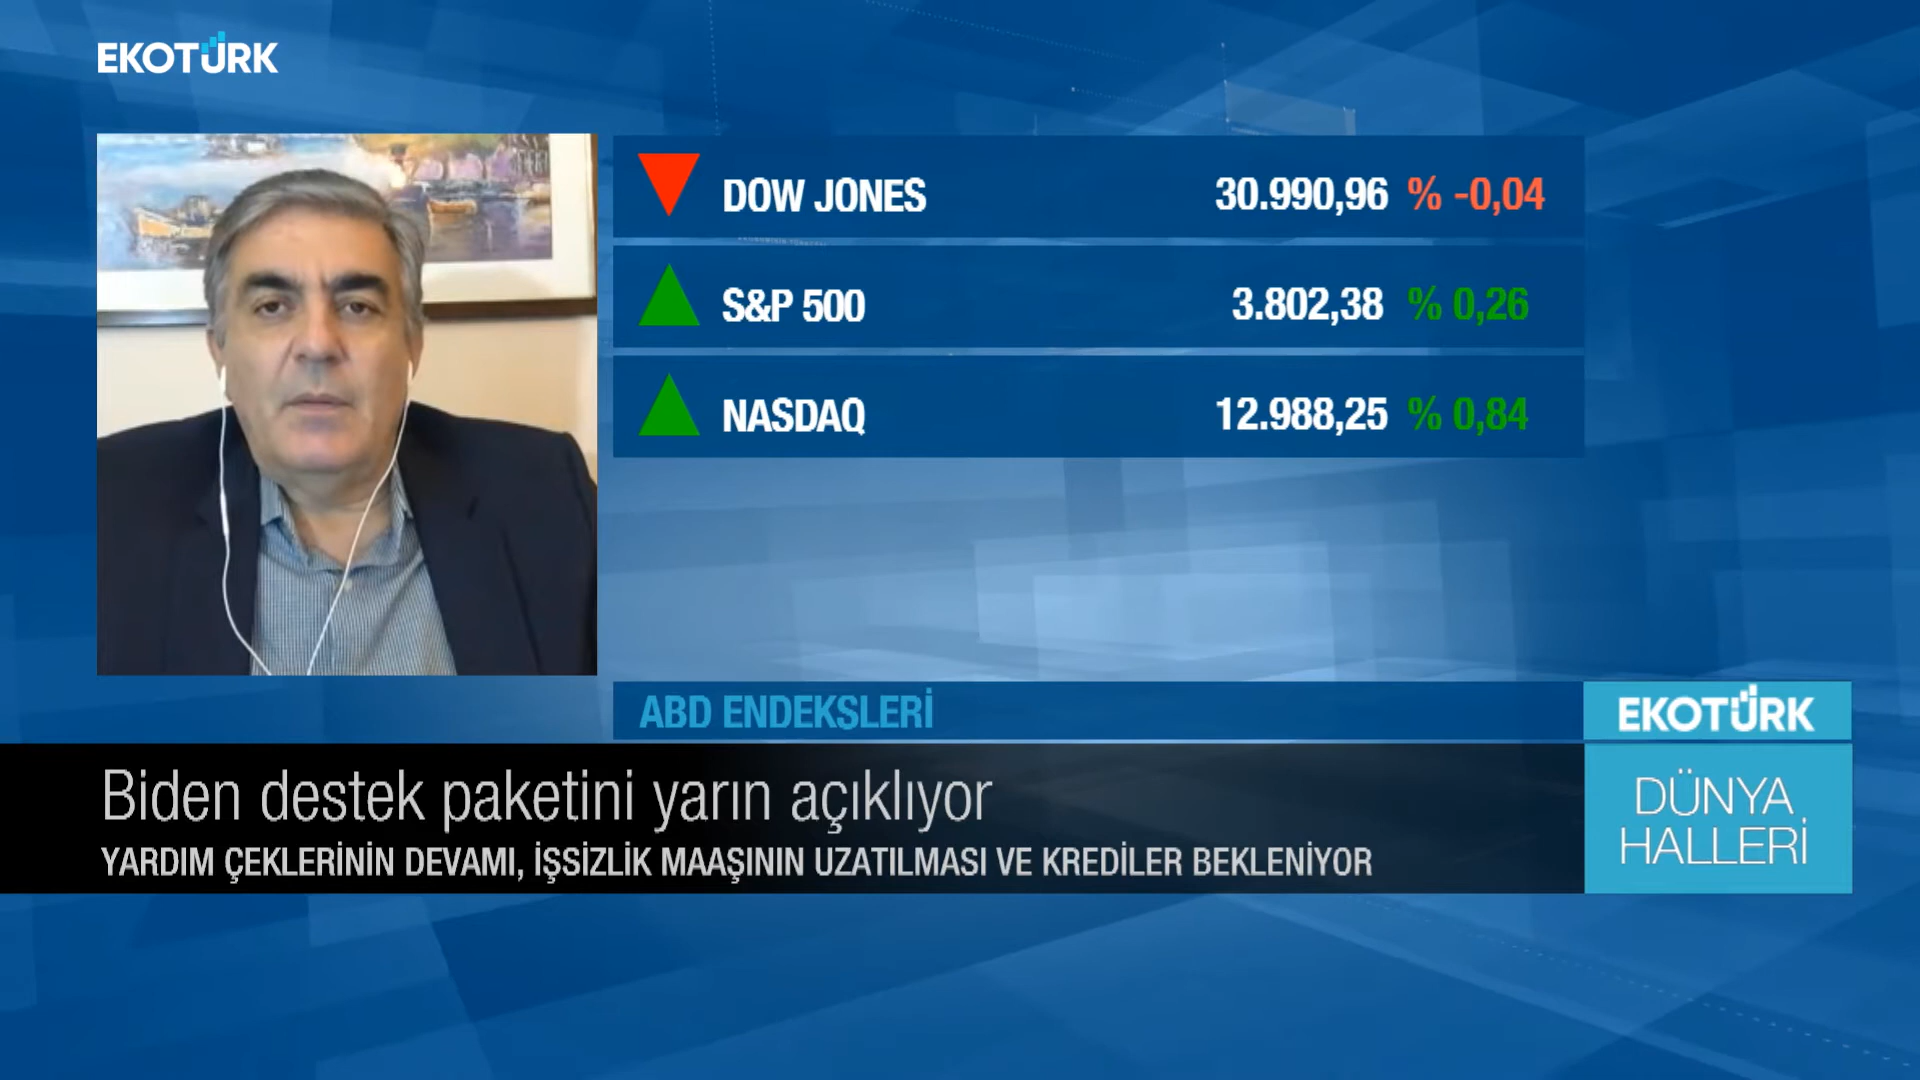 EKOTÜRK
DOW JONES 30.990,96 % -0,04
S&P 500 3.802,38 % 0,26
NASDAQ 12.988,25 % 0,84
ABD ENDEKSLERİ
EKOTÜRK
Biden destek paketini yarın açıklıyor
YARDIM ÇEKLERİNİN DEVAMI, İŞSİZLİK MAAŞININ UZATILMASI VE KREDİLER BEKLENİYOR
DÜNYA
HALLERİ